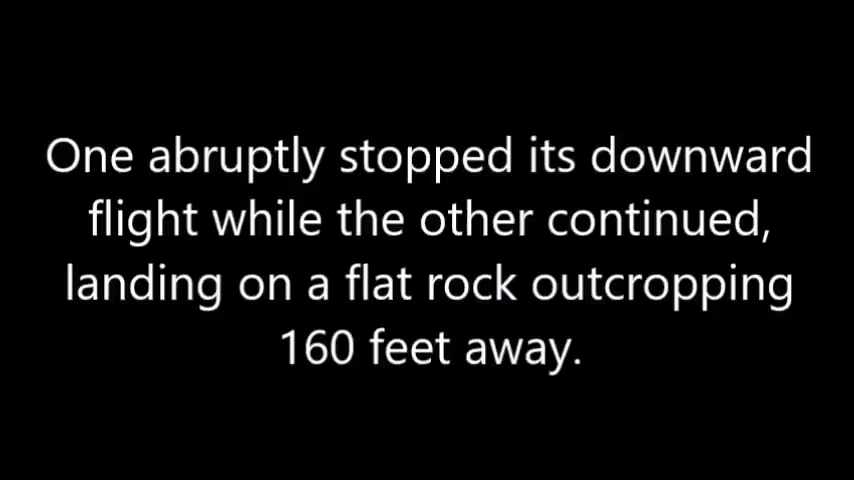 One abruptly stopped its downward
flight while the other continued,
landing on a flat rock outcropping
160 feet away.